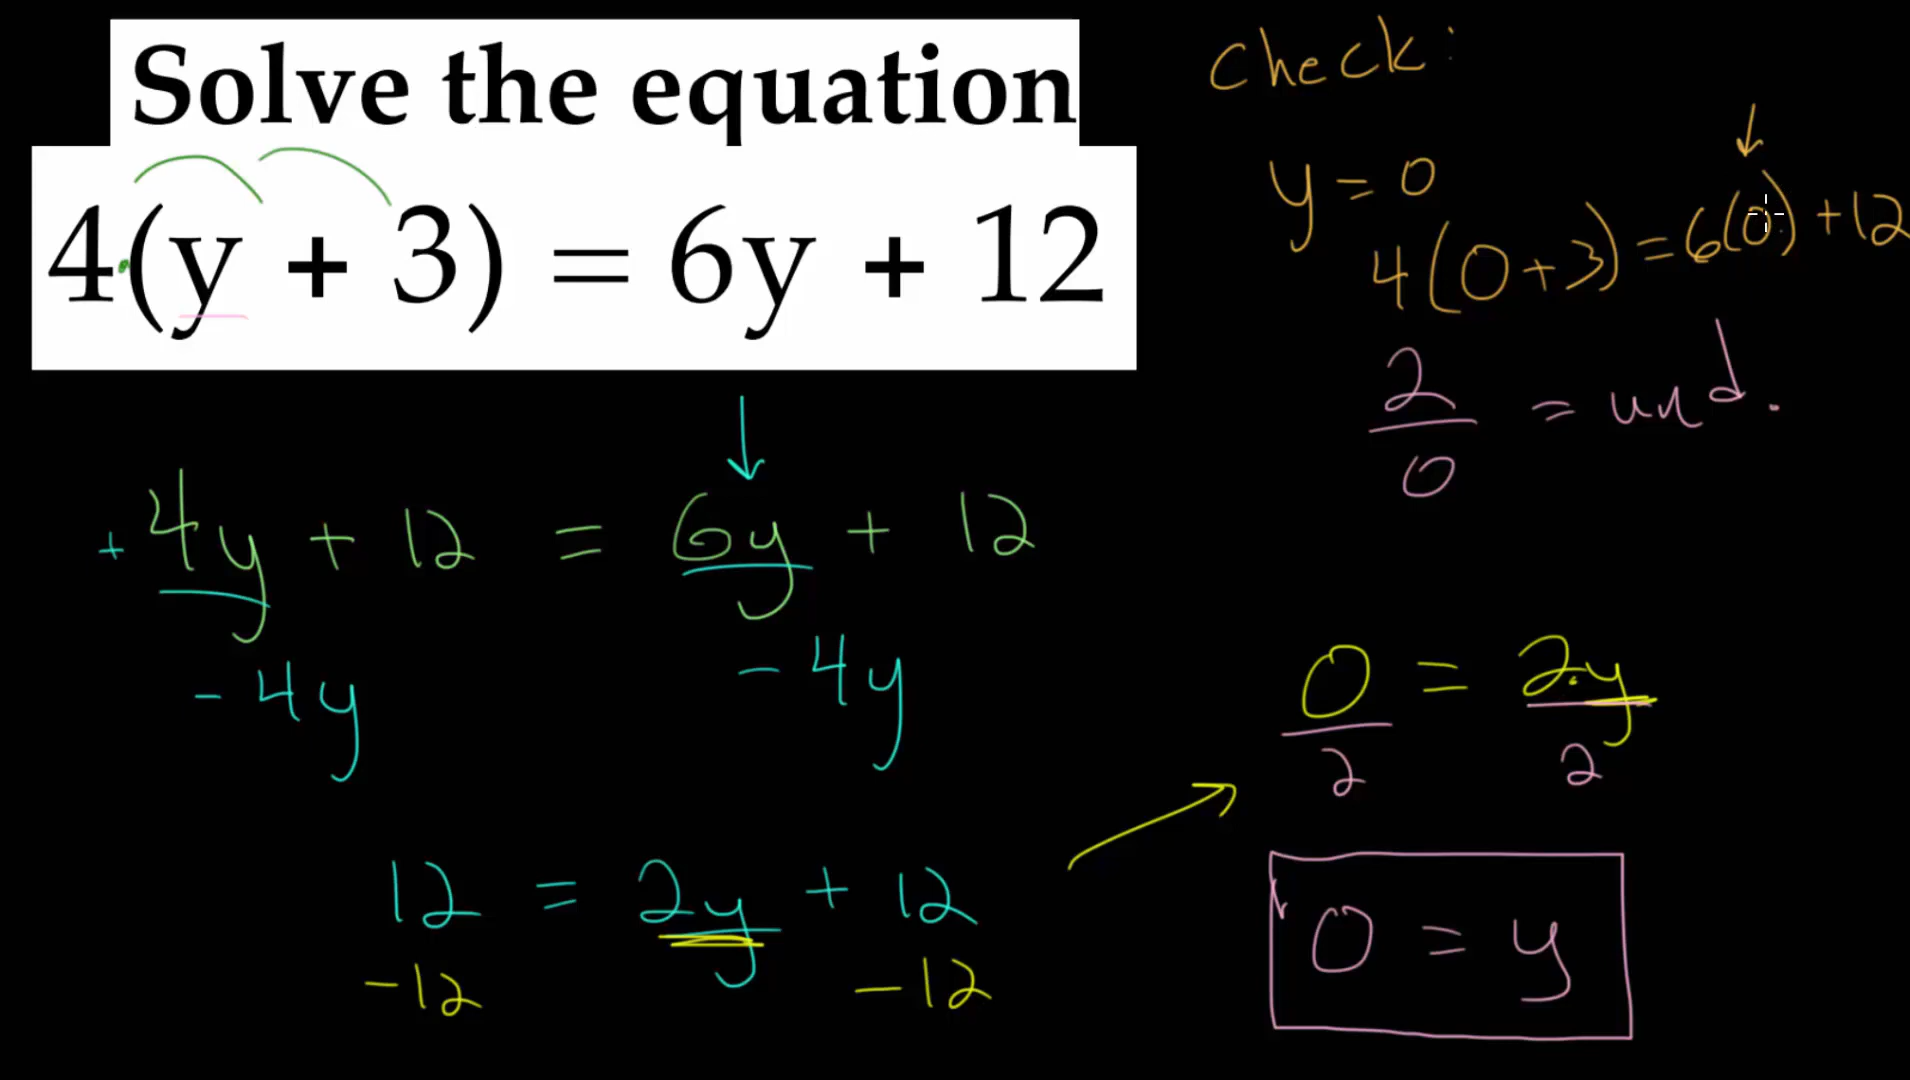 Solve the equation
4·(y + 3) = 6y + 12
+4y + 12 = 6y + 12
-4y -4y
12 = 2y + 12
-12 -12
Check:
y = 0
4(0+3) = 6(0) + 12
2/0 = und.
0/2 = 2·y/2
0 = y